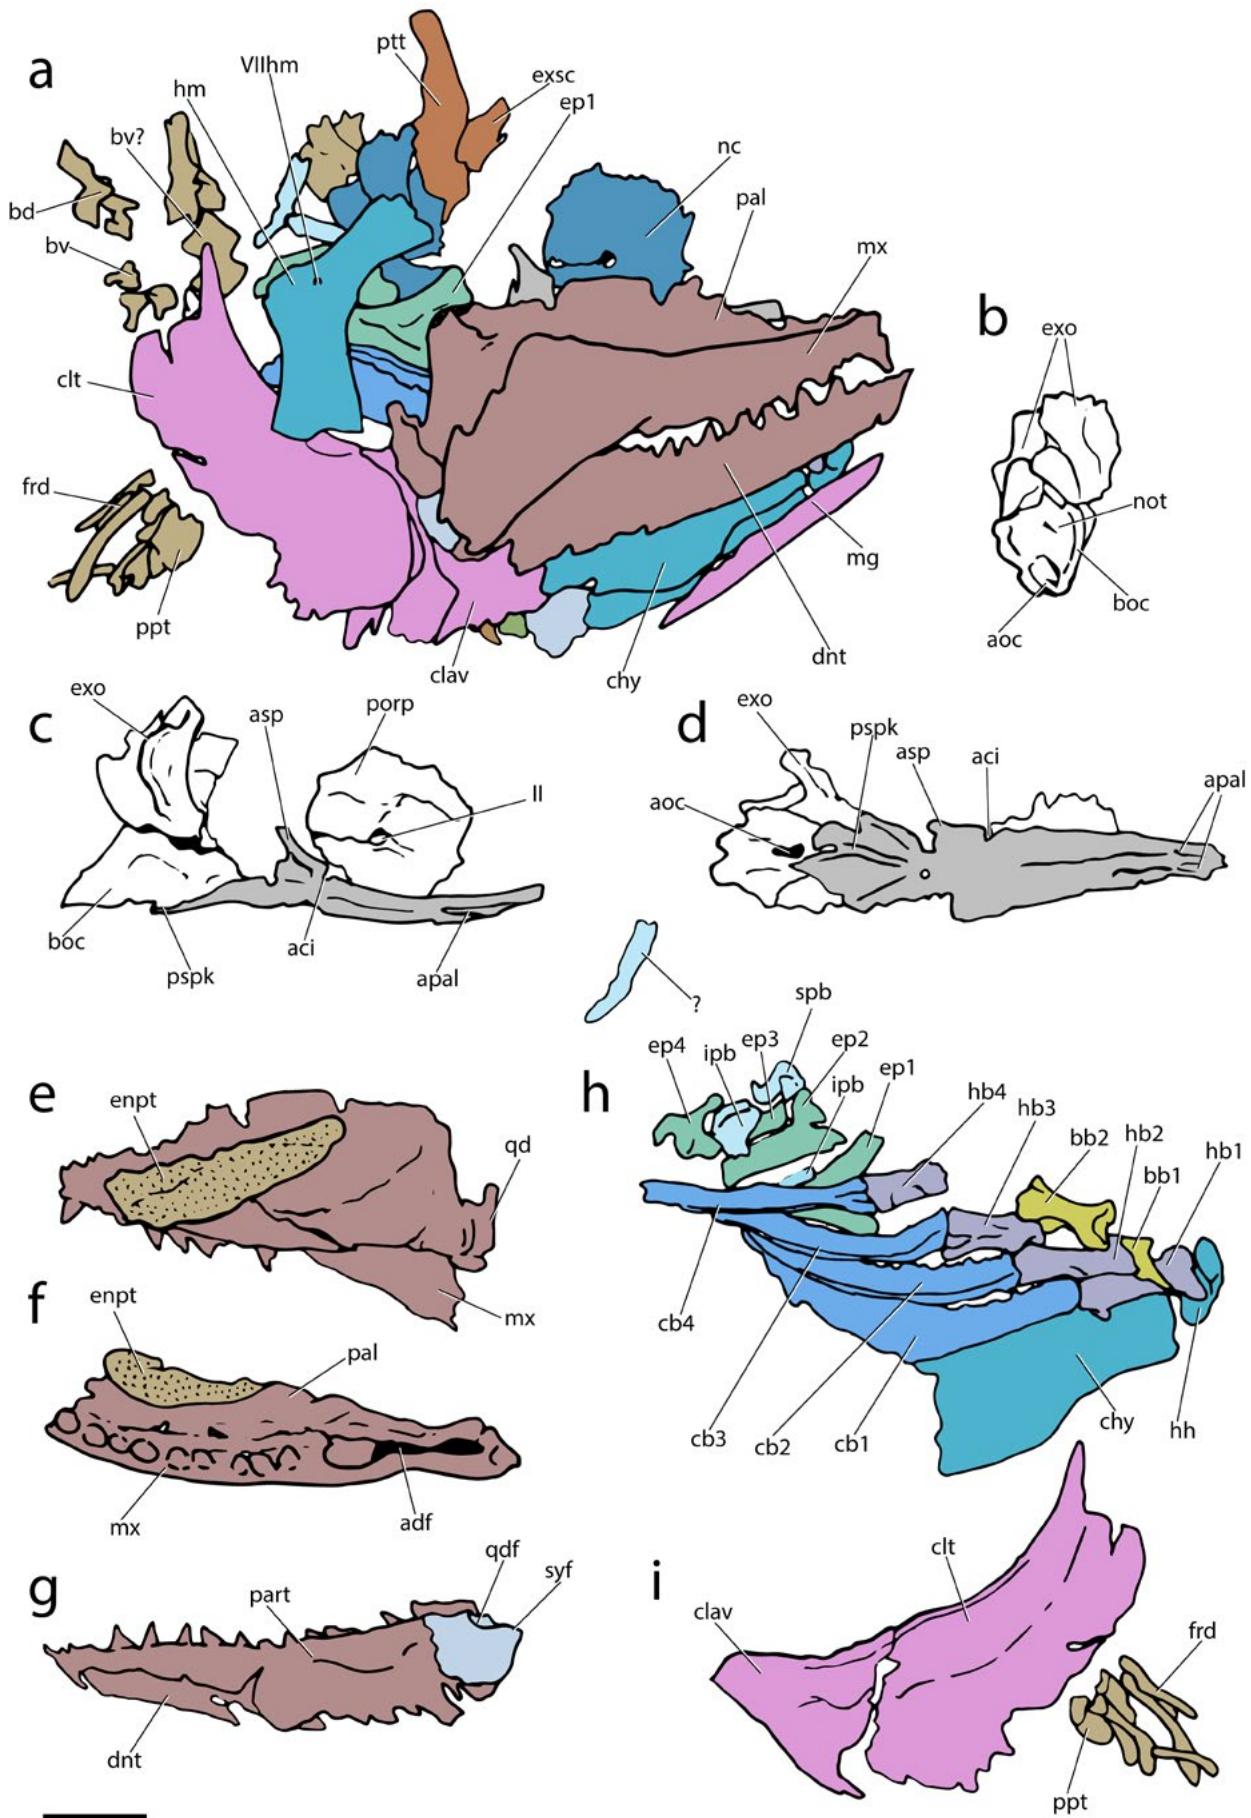 a
ptt
VIIhm
exsc
hm
ep1
bv?
nc
bd
pal
bv
mx
clt
frd
ppt
mg
clav
dnt
chy
b
exo
not
boc
aoc
c
exo
asp
porp
II
boc
pspk
aci
apal
d
exo
pspk
asp
aci
apal
aoc
?
e
enpt
qd
mx
f
enpt
pal
mx
adf
g
part
qdf
syf
dnt
h
spb
ep4
ipb
ep3
ep2
ipb
ep1
hb4
hb3
bb2
hb2
bb1
hb1
cb4
cb3
cb2
cb1
chy
hh
i
clt
clav
frd
ppt